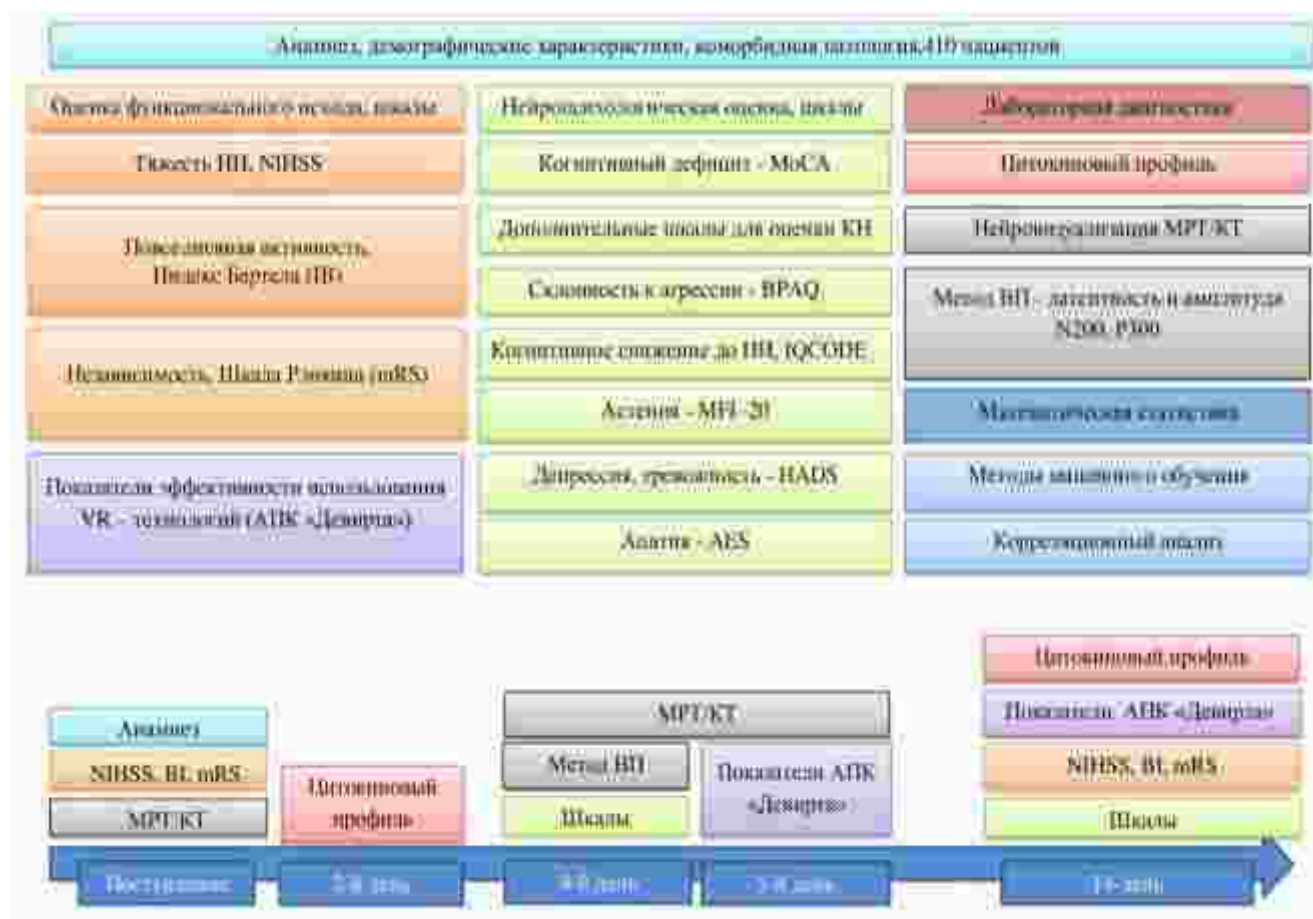 Анамнез, демографические характеристики, коморбидная патология, 410 пациентов
Оценка функционального исхода, шкалы
Тяжесть ИИ, NIHSS
Повседневная активность,
Индекс Бартела (ИБ)
Независимость, Шкала Рэнкина (mRS)
Показатели эффективности использования
VR - технологий (АПК «Девирта»)
Нейропсихологическая оценка, шкалы
Когнитивный дефицит - MoCA
Дополнительные шкалы для оценки КН
Склонность к агрессии - BPAQ
Когнитивное снижение до ИИ, IQCODE
Астения - MFI-20
Депрессия, тревожность - HADS
Апатия - AES
Лабораторная диагностика
Цитокиновый профиль
Нейровизуализация МРТ/КТ
Метод ВП - латентность и амплитуда
N200, P300
Математическая статистика
Методы машинного обучения
Корреляционный анализ
Анамнез
NIHSS, BI, mRS
МРТ/КТ
Цитокиновый
профиль
МРТ/КТ
Метод ВП
Шкалы
Показатели АПК
«Девирта»
Цитокиновый профиль
Показатели АПК «Девирта»
NIHSS, BI, mRS
Шкалы
Поступление
день
день
день
день